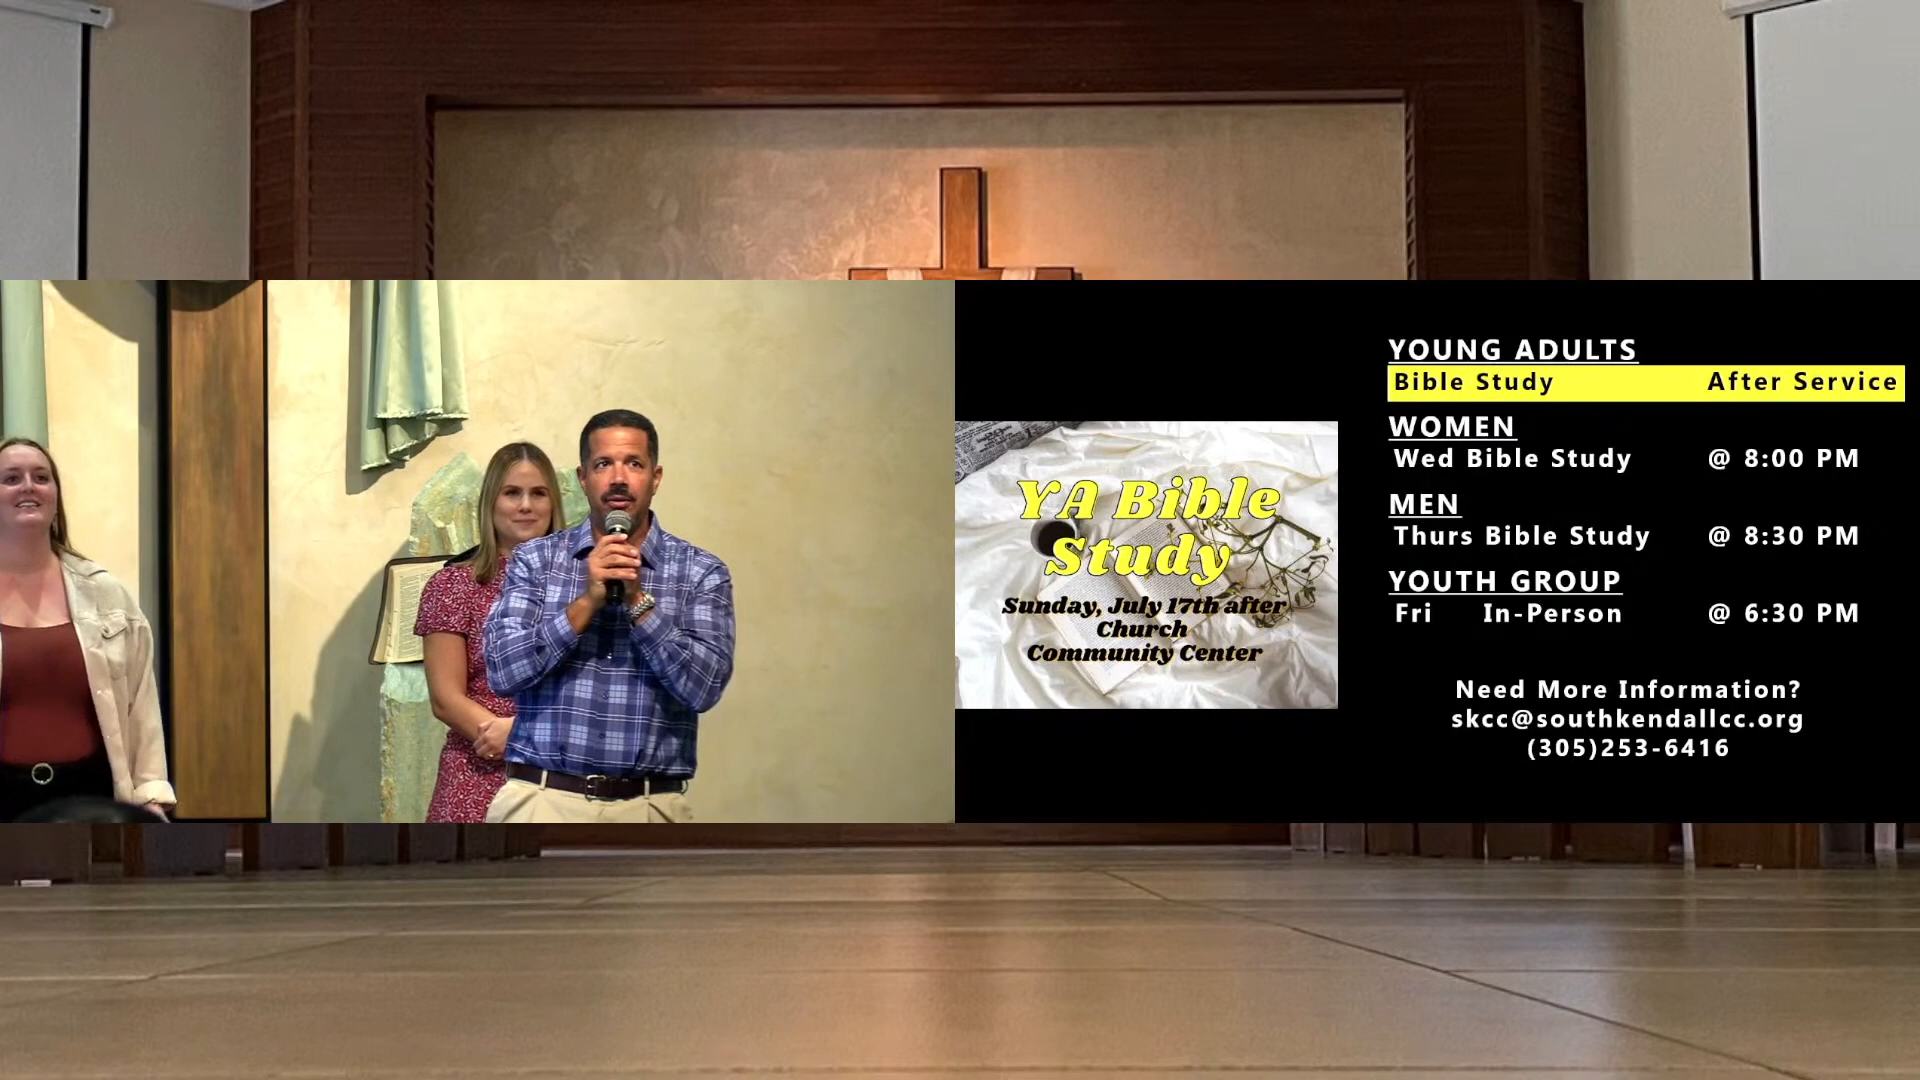 YA Bible
Study
Sunday, July 17th after
Church
Community Center
YOUNG ADULTS
Bible Study After Service
WOMEN
Wed Bible Study @ 8:00 PM
MEN
Thurs Bible Study @ 8:30 PM
YOUTH GROUP
Fri In-Person @ 6:30 PM
Need More Information?
skcc@southkendallcc.org
(305)253-6416